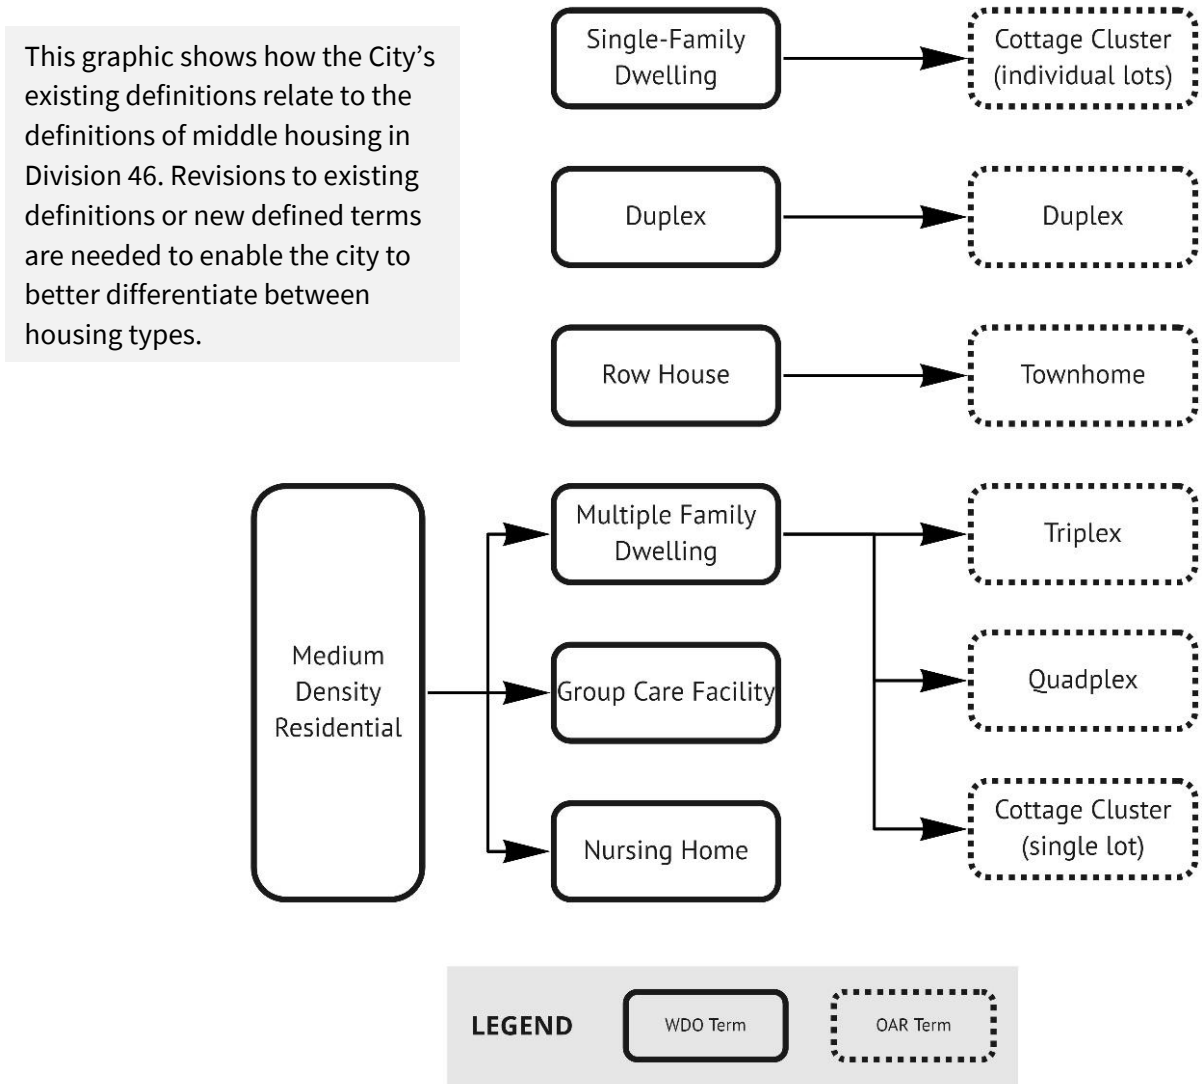 This graphic shows how the City’s
existing definitions relate to the
definitions of middle housing in
Division 46. Revisions to existing
definitions or new defined terms
are needed to enable the city to
better differentiate between
housing types.
Single-Family
Dwelling
Cottage Cluster
(individual lots)
Duplex
Duplex
Row House
Townhome
Medium
Density
Residential
Multiple Family
Dwelling
Triplex
Group Care Facility
Quadplex
Nursing Home
Cottage Cluster
(single lot)
LEGEND
WDO Term
OAR Term